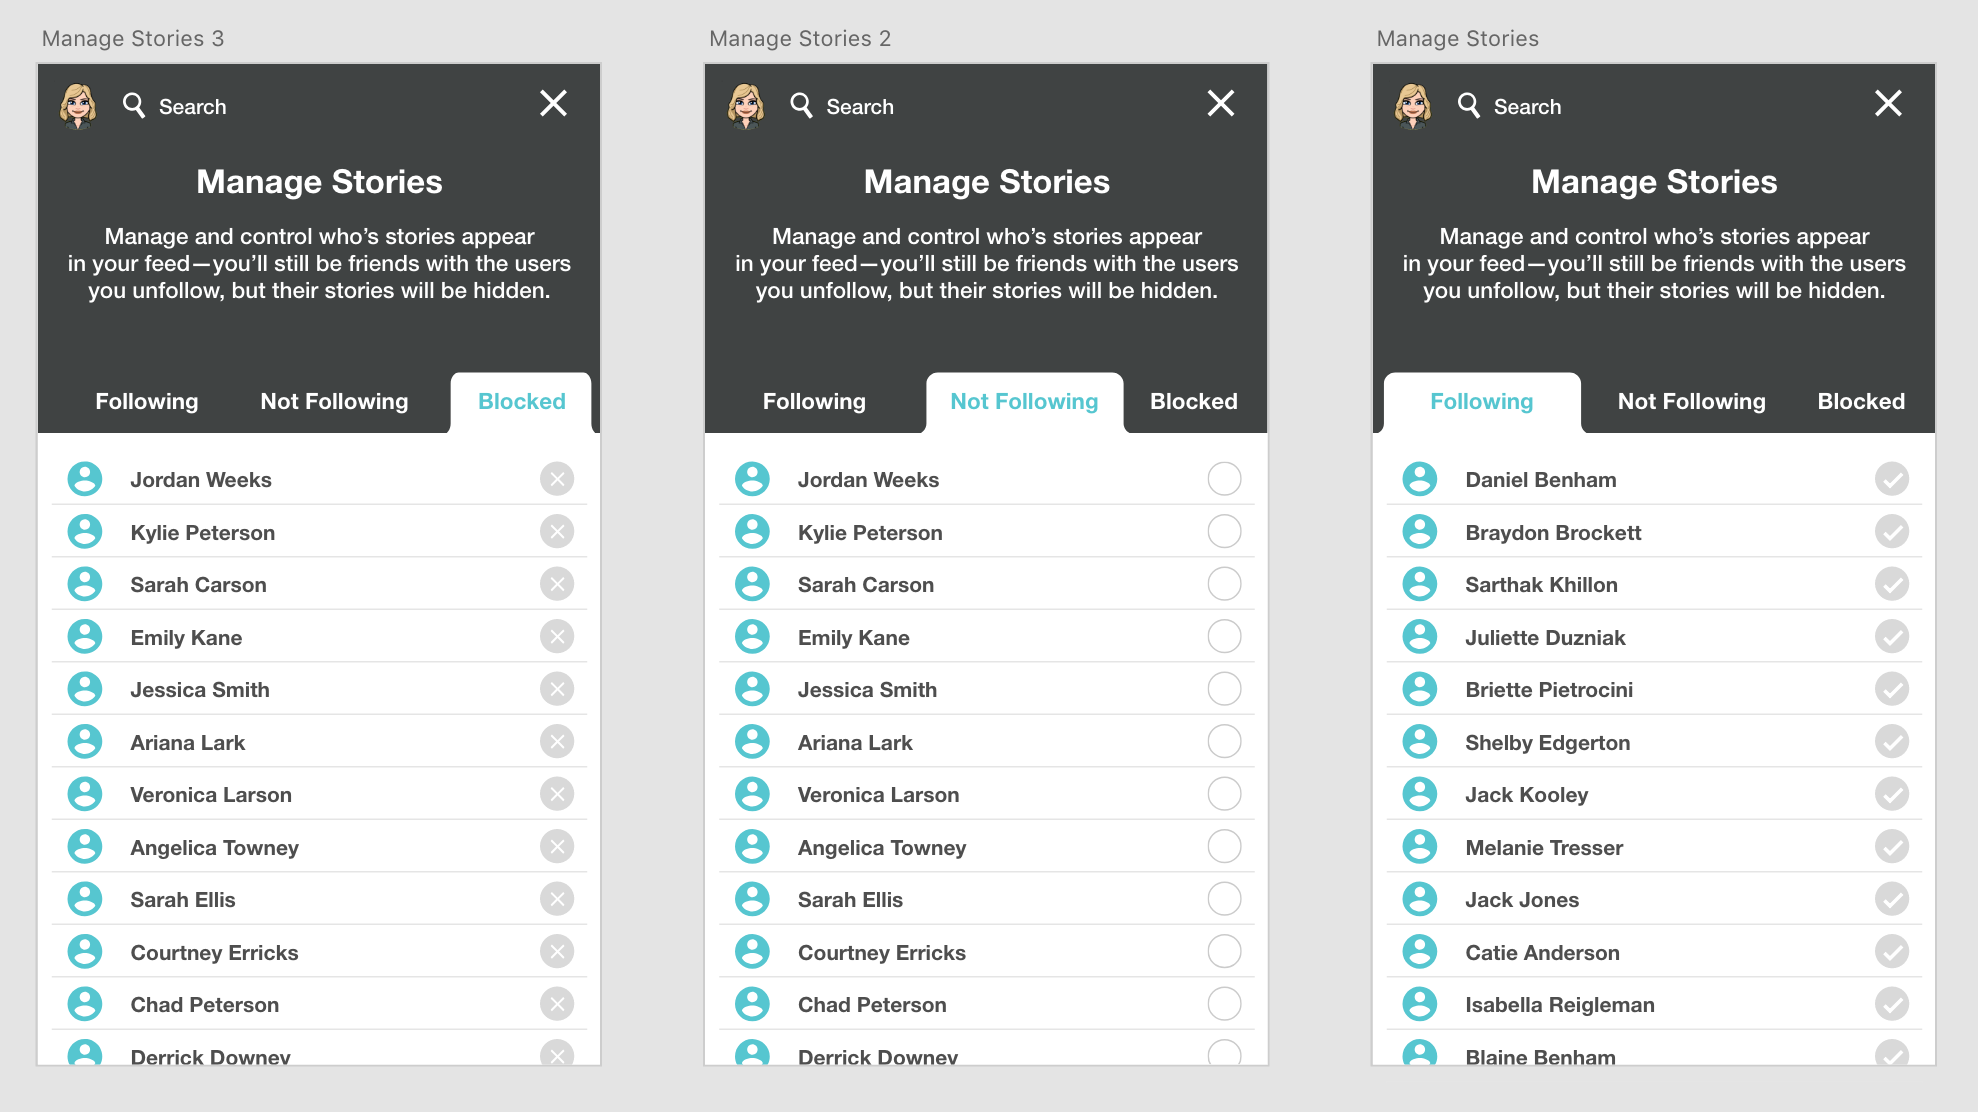 Manage Stories 3
Search
Manage Stories
Manage and control who’s stories appear
in your feed—you’ll still be friends with the users
you unfollow, but their stories will be hidden.
Following Not Following Blocked
Jordan Weeks
Kylie Peterson
Sarah Carson
Emily Kane
Jessica Smith
Ariana Lark
Veronica Larson
Angelica Towney
Sarah Ellis
Courtney Erricks
Chad Peterson
Derrick Downey
Manage Stories 2
Search
Manage Stories
Manage and control who’s stories appear
in your feed—you’ll still be friends with the users
you unfollow, but their stories will be hidden.
Following Not Following Blocked
Jordan Weeks
Kylie Peterson
Sarah Carson
Emily Kane
Jessica Smith
Ariana Lark
Veronica Larson
Angelica Towney
Sarah Ellis
Courtney Erricks
Chad Peterson
Derrick Downey
Manage Stories
Search
Manage Stories
Manage and control who’s stories appear
in your feed—you’ll still be friends with the users
you unfollow, but their stories will be hidden.
Following Not Following Blocked
Daniel Benham
Braydon Brockett
Sarthak Khillon
Juliette Duzniak
Briette Pietrocini
Shelby Edgerton
Jack Kooley
Melanie Tresser
Jack Jones
Catie Anderson
Isabella Reigleman
Blaine Benham